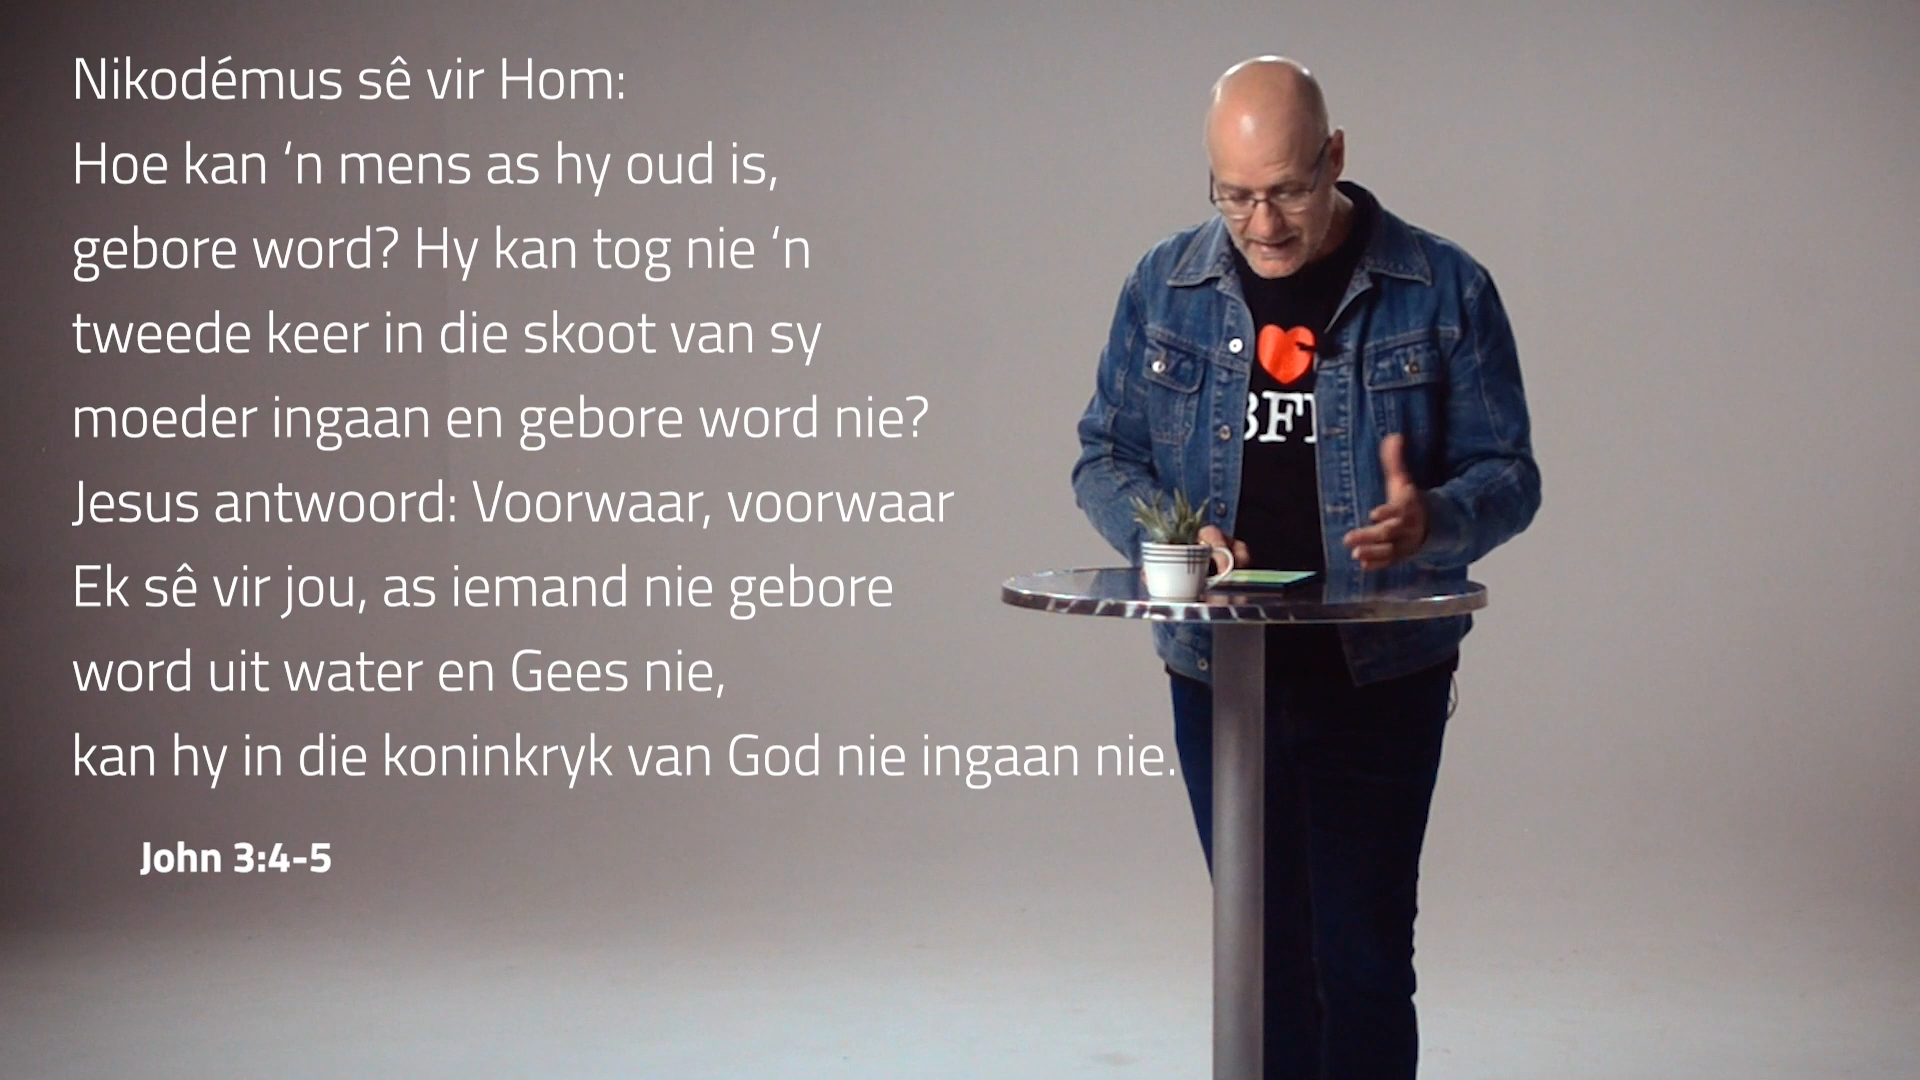 Nikodémus sê vir Hom:
Hoe kan ‘n mens as hy oud is,
gebore word? Hy kan tog nie ‘n
tweede keer in die skoot van sy
moeder ingaan en gebore word nie?
Jesus antwoord: Voorwaar, voorwaar
Ek sê vir jou, as iemand nie gebore
word uit water en Gees nie,
kan hy in die koninkryk van God nie ingaan nie.
John 3:4-5